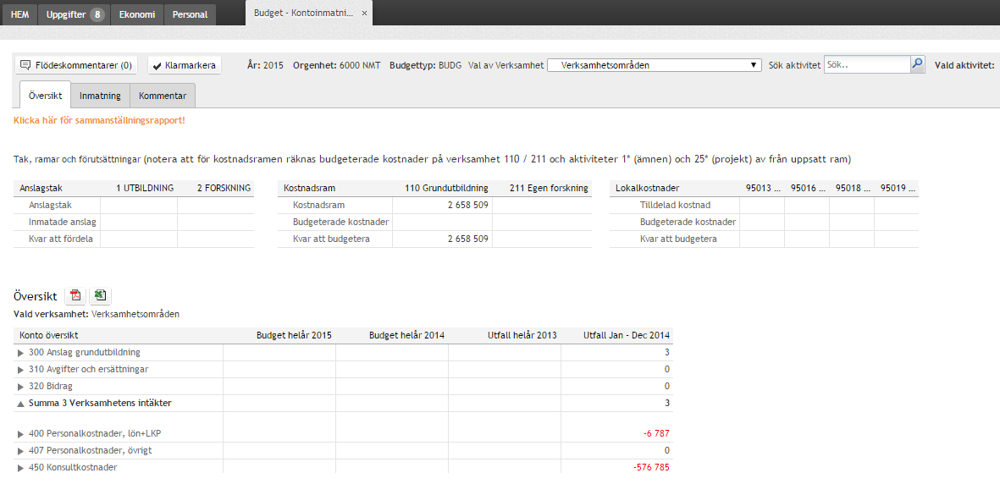 HEM Uppgifter 8 Ekonomi Personal Budget - Kontoinmatni... ×
Flödeskommentarer (0) Klarmarkera År: 2015 Orgenhet: 6000 NMT Budgettyp: BUDG Val av Verksamhet Verksamhetsområden ▼ Sök aktivitet Sök.. Vald aktivitet:
Översikt Inmatning Kommentar
Klicka här för sammanställningsrapport!
Tak, ramar och förutsättningar (notera att för kostnadsramen räknas budgeterade kostnader på verksamhet 110 / 211 och aktiviteter 1* (ämnen) och 25* (projekt) av från uppsatt ram)
Anslagstak 1 UTBILDNING 2 FORSKNING Kostnadsram 110 Grundutbildning 211 Egen forskning Lokalkostnader 95013 ... 95016 ... 95018 ... 95019 ...
Anslagstak Kostnadsram 2 658 509 Tilldelad kostnad
Inmatade anslag Budgeterade kostnader Budgeterade kostnader
Kvar att fördela Kvar att budgetera 2 658 509 Kvar att budgetera
Översikt
Vald verksamhet: Verksamhetsområden
Konto översikt Budget helår 2015 Budget helår 2014 Utfall helår 2013 Utfall Jan - Dec 2014
300 Anslag grundutbildning 3
310 Avgifter och ersättningar 0
320 Bidrag 0
Summa 3 Verksamhetens intäkter 3
400 Personalkostnader, lön+LKP -6 787
407 Personalkostnader, övrigt 0
450 Konsultkostnader -576 785